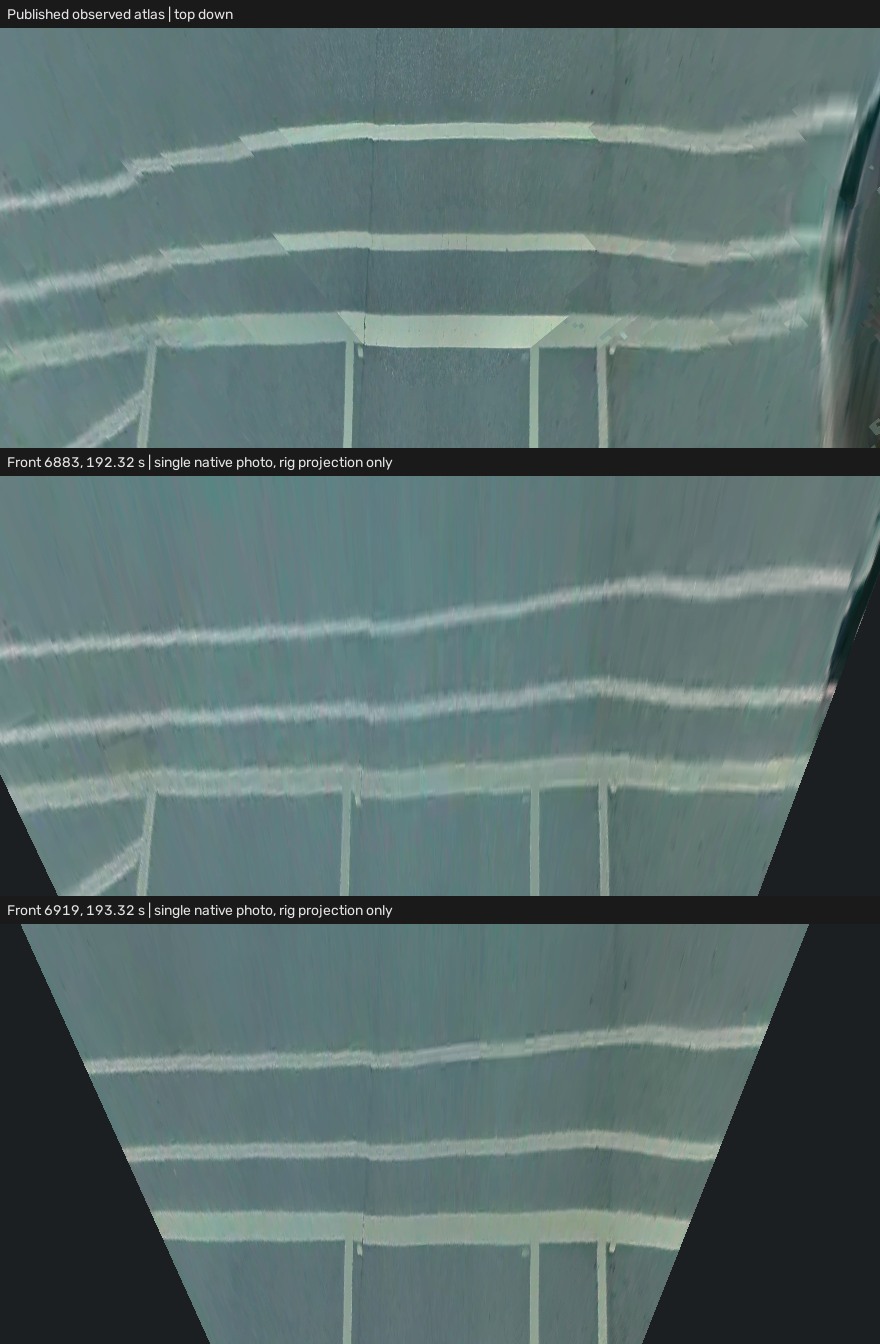 Published observed atlas | top down
Front 6883, 192.32 s | single native photo, rig projection only
Front 6919, 193.32 s | single native photo, rig projection only